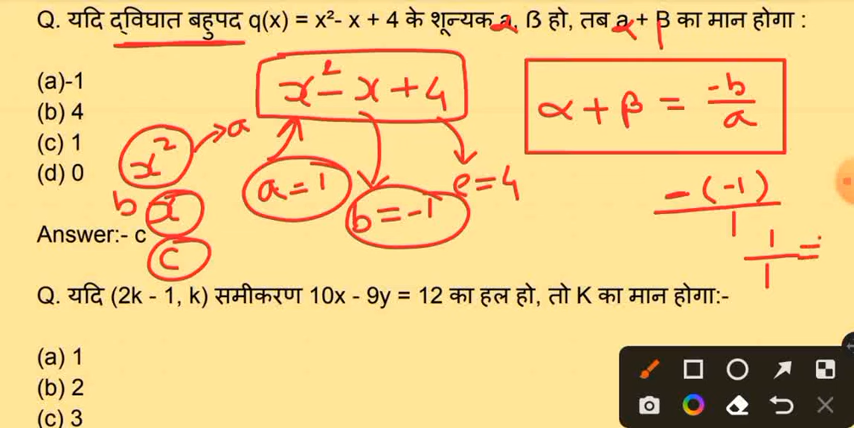 Q. यदि द्विघात बहुपद q(x) = x²- x + 4 के शून्यक α, ß हो, तब α + β का मान होगा :
(a)-1
(b) 4
(c) 1
(d) 0
Answer:- c
x² - x + 4
x² → a
b x
c
a = 1
b = -1
c = 4
α + β = -b/a
-(-1)/1
1/1 =
Q. यदि (2k - 1, k) समीकरण 10x - 9y = 12 का हल हो, तो K का मान होगा:-
(a) 1
(b) 2
(c) 3